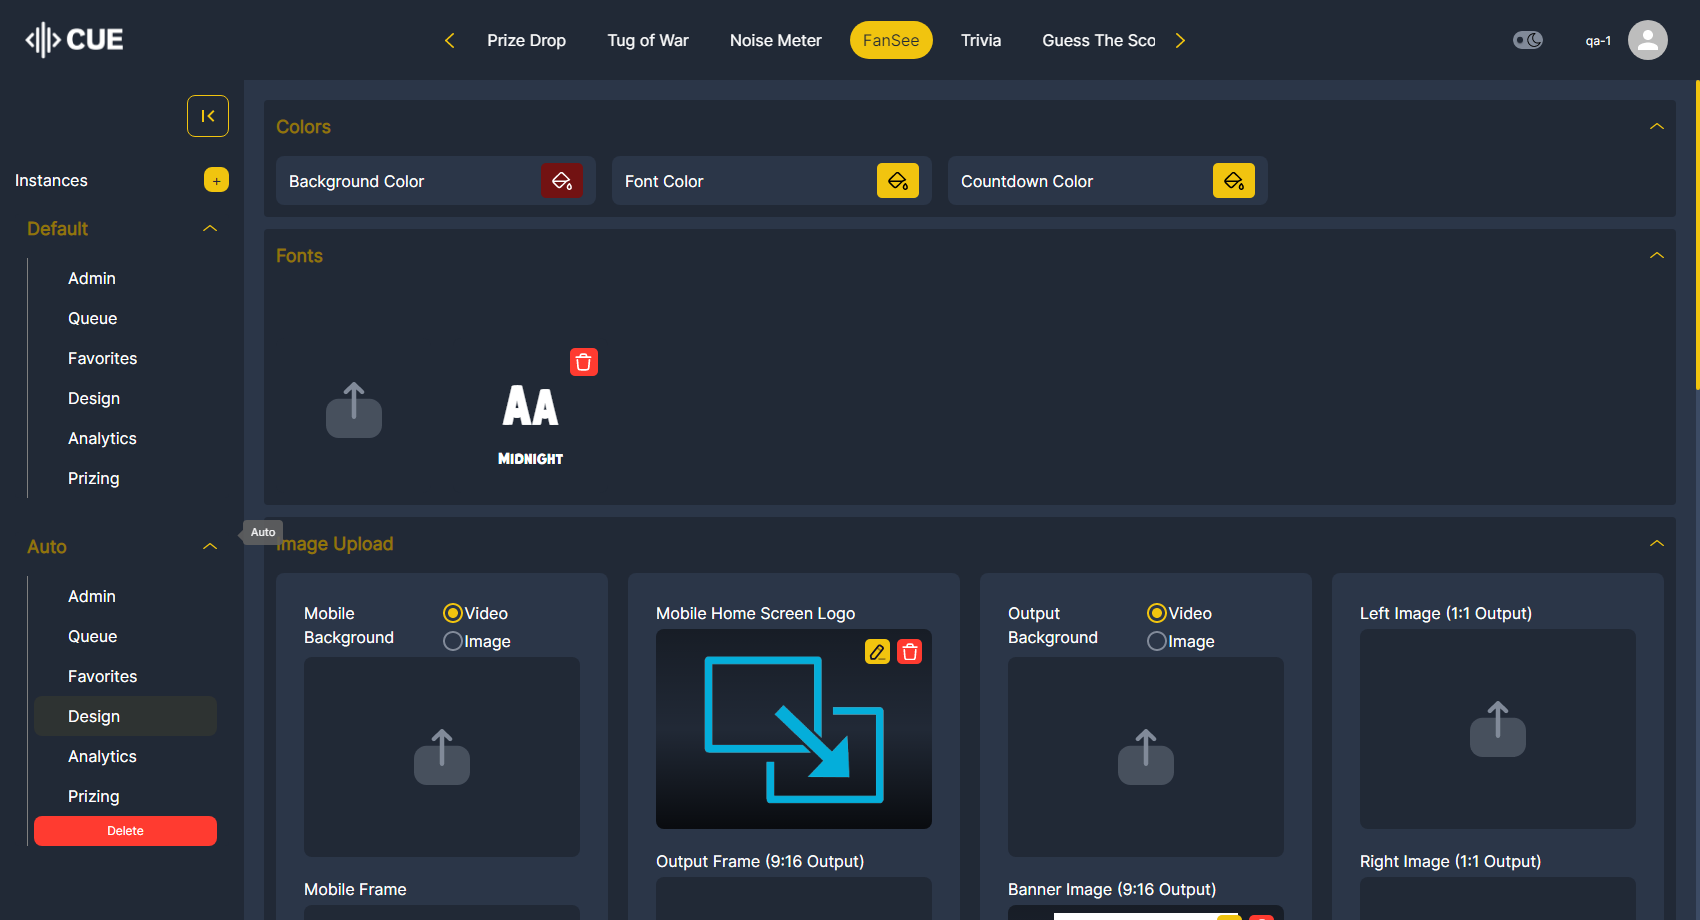 CUE
Prize Drop
Tug of War
Noise Meter
FanSee
Trivia
Guess The Sco
qa-1
Instances
+
Default
Admin
Queue
Favorites
Design
Analytics
Prizing
Auto
Admin
Queue
Favorites
Design
Analytics
Prizing
Delete
Auto
Colors
Background Color
Font Color
Countdown Color
Fonts
AA
MIDNIGHT
Image Upload
Mobile
Background
Video
Image
Mobile Home Screen Logo
Output
Background
Video
Image
Left Image (1:1 Output)
Mobile Frame
Output Frame (9:16 Output)
Banner Image (9:16 Output)
Right Image (1:1 Output)